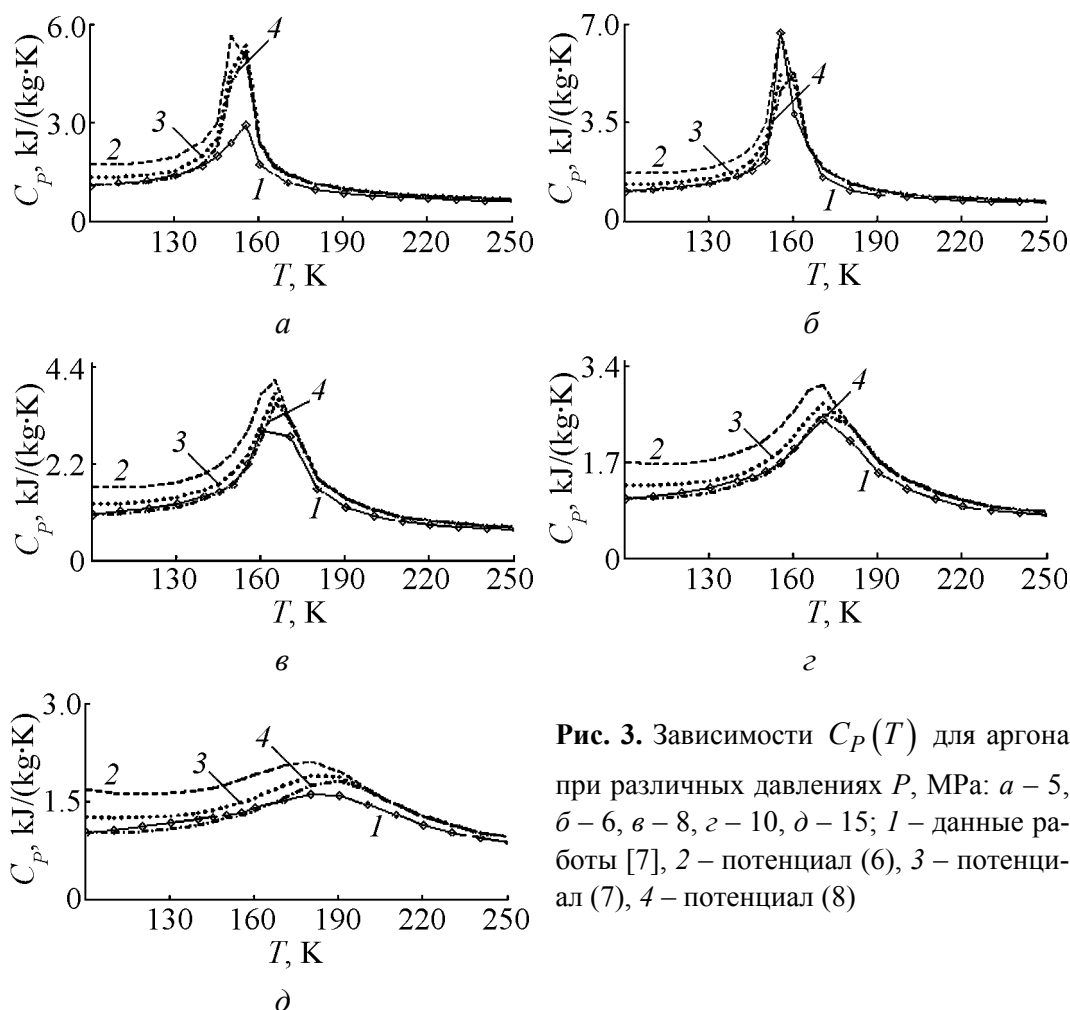 6.0
3.0
0
C_P, kJ/(kg·K)
2
3
4
1
130 160 190 220 250
T, K
а
7.0
3.5
0
C_P, kJ/(kg·K)
2
3
4
1
130 160 190 220 250
T, K
б
4.4
2.2
0
C_P, kJ/(kg·K)
2
3
4
1
130 160 190 220 250
T, K
в
3.4
1.7
0
C_P, kJ/(kg·K)
2
3
4
1
130 160 190 220 250
T, K
г
3.0
1.5
0
C_P, kJ/(kg·K)
2
3
4
1
130 160 190 220 250
T, K
д
Рис. 3. Зависимости C_P(T) для аргона
при различных давлениях P, MPa: а – 5,
б – 6, в – 8, г – 10, д – 15; 1 – данные ра-
боты [7], 2 – потенциал (6), 3 – потенци-
ал (7), 4 – потенциал (8)